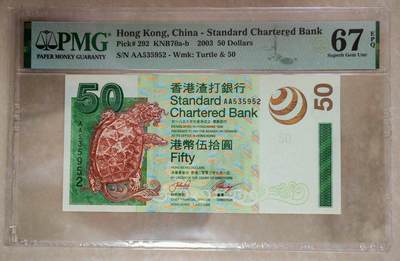 PMG
PAPER MONEY GUARANTY
Hong Kong, China - Standard Chartered Bank
Pick# 292 KNB70a-b 2003 50 Dollars
S/N AA535952 - Wmk: Turtle & 50
67 EPQ
Superb Gem Unc
50
香港渣打銀行
Standard
Chartered Bank
AA535952
50
港幣伍拾圓
Fifty
AA535952